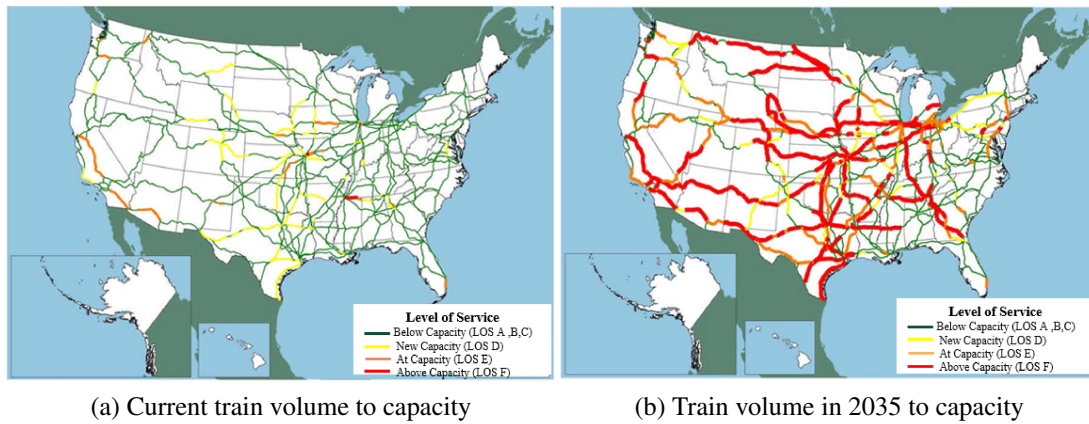 Level of Service
Below Capacity (LOS A ,B,C)
New Capacity (LOS D)
At Capacity (LOS E)
Above Capacity (LOS F)
Level of Service
Below Capacity (LOS A ,B,C)
New Capacity (LOS D)
At Capacity (LOS E)
Above Capacity (LOS F)
(a) Current train volume to capacity
(b) Train volume in 2035 to capacity